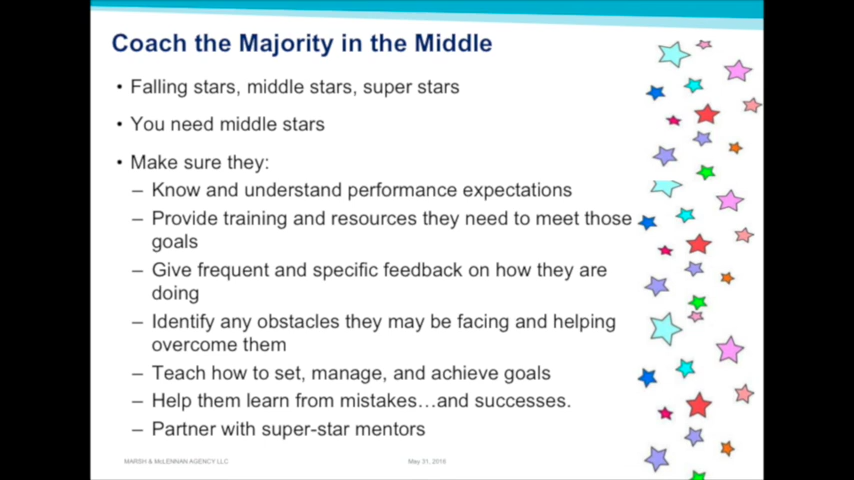 Coach the Majority in the Middle
• Falling stars, middle stars, super stars
• You need middle stars
• Make sure they:
– Know and understand performance expectations
– Provide training and resources they need to meet those
goals
– Give frequent and specific feedback on how they are
doing
– Identify any obstacles they may be facing and helping
overcome them
– Teach how to set, manage, and achieve goals
– Help them learn from mistakes…and successes.
– Partner with super-star mentors
MARSH & McLENNAN AGENCY LLC
May 31, 2016